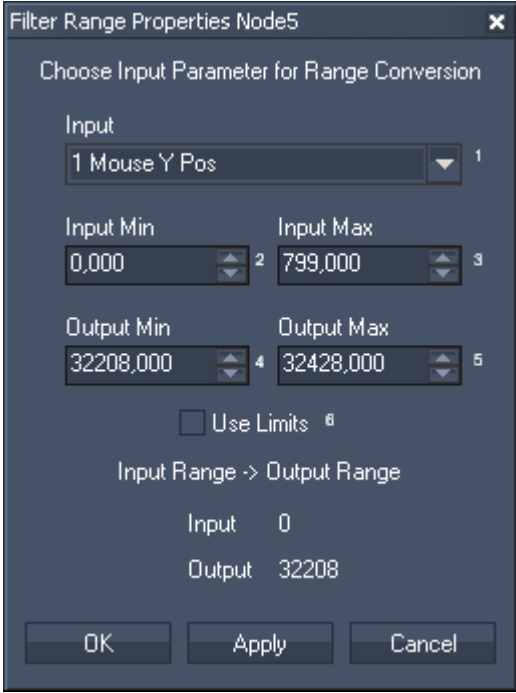 Filter Range Properties Node5
Choose Input Parameter for Range Conversion
Input
1 Mouse Y Pos 1
Input Min Input Max
0,000 2 799,000 3
Output Min Output Max
32208,000 4 32428,000 5
Use Limits 6
Input Range -> Output Range
Input 0
Output 32208
OK Apply Cancel